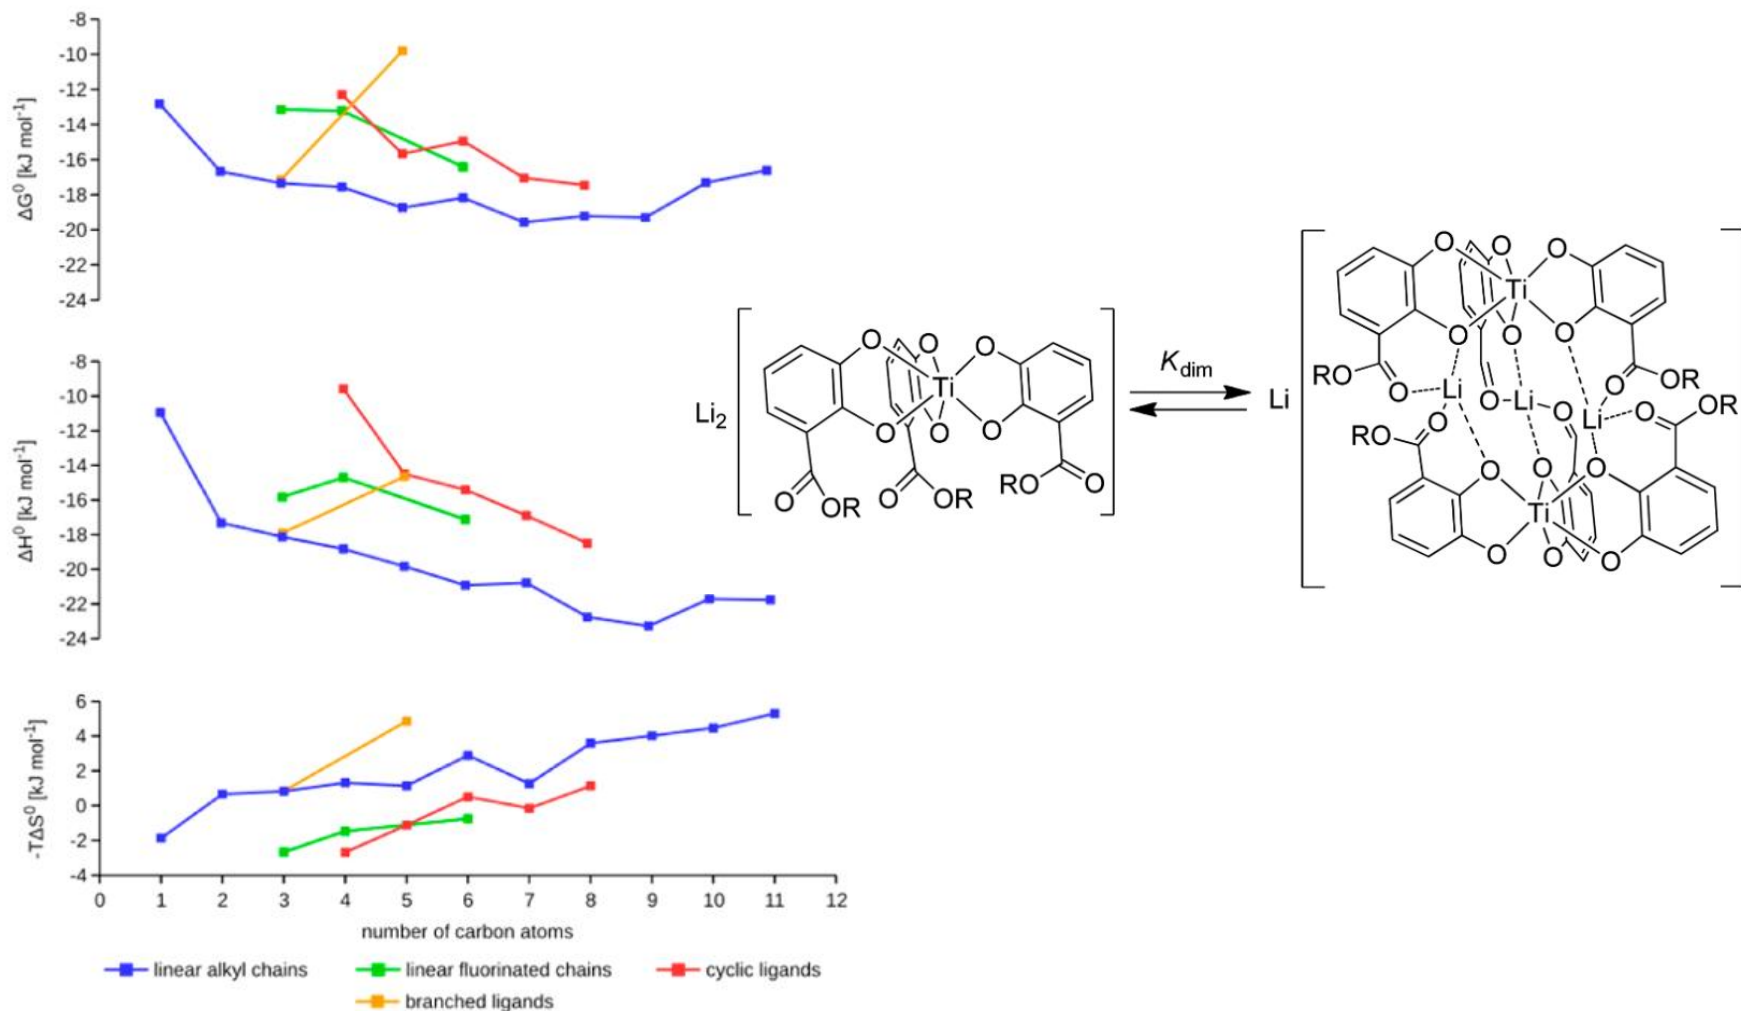 ΔG⁰ [kJ mol⁻¹]
-8
-10
-12
-14
-16
-18
-20
-22
-24
ΔH⁰ [kJ mol⁻¹]
-8
-10
-12
-14
-16
-18
-20
-22
-24
-TΔS⁰ [kJ mol⁻¹]
6
4
2
0
-2
-4
0 1 2 3 4 5 6 7 8 9 10 11 12
number of carbon atoms
linear alkyl chains
linear fluorinated chains
cyclic ligands
branched ligands
Li₂
O O O
Ti
O O O
O OR O OR RO O
K_dim
Li
O O O
Ti
O O O
RO O Li O Li O Li O OR
RO O O OR
O O O
Ti
O O O